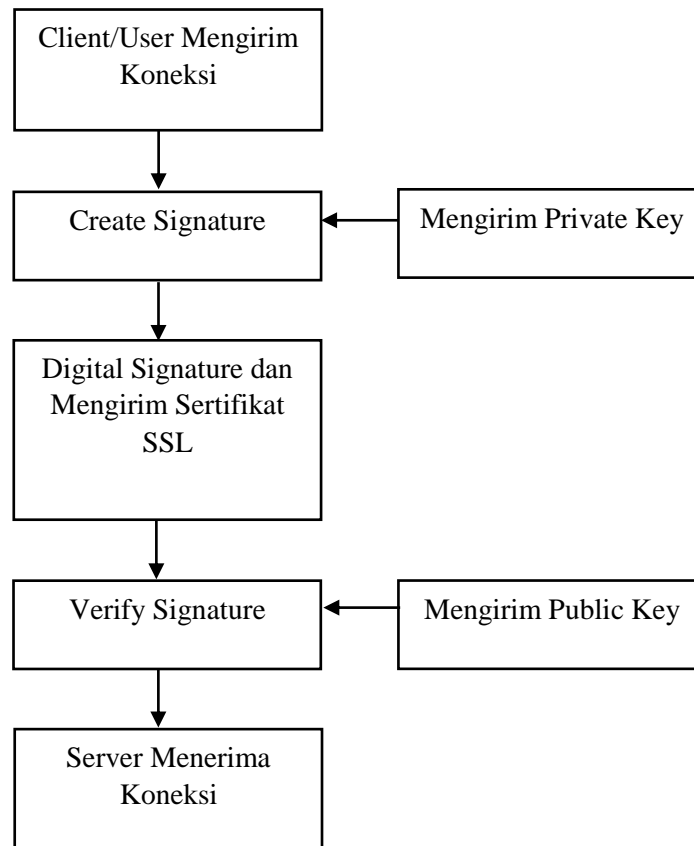 Client/User Mengirim
Koneksi
Create Signature
Mengirim Private Key
Digital Signature dan
Mengirim Sertifikat
SSL
Verify Signature
Mengirim Public Key
Server Menerima
Koneksi